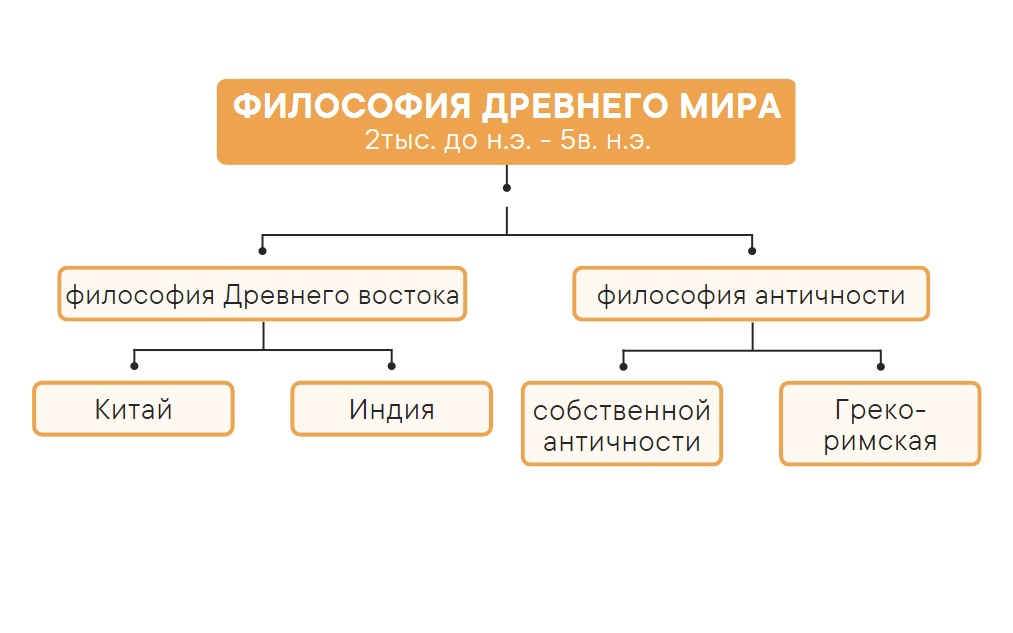 ФИЛОСОФИЯ ДРЕВНЕГО МИРА
2тыс. до н.э. - 5в. н.э.
философия Древнего востока
философия античности
Китай
Индия
собственной
античности
Греко-
римская